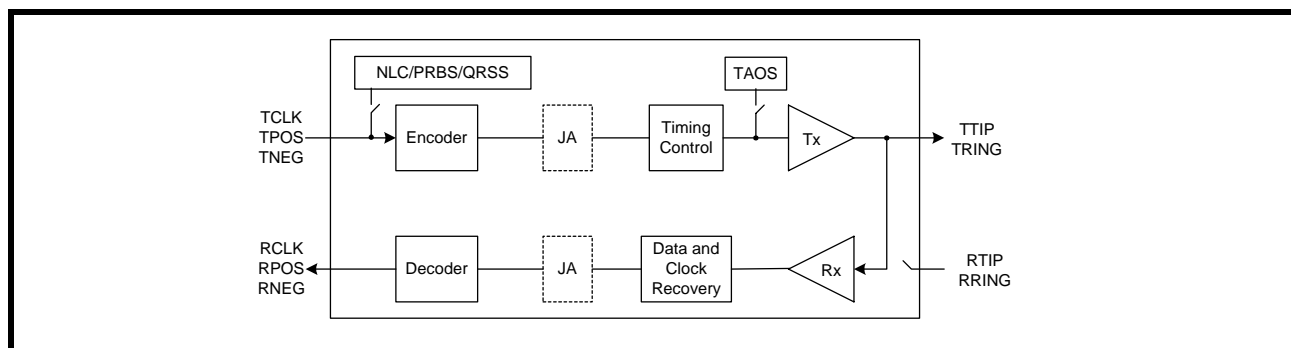 NLC/PRBS/QRSS
TAOS
TCLK
TPOS
TNEG
Encoder
JA
Timing
Control
Tx
TTIP
TRING
RCLK
RPOS
RNEG
Decoder
JA
Data and
Clock
Recovery
Rx
RTIP
RRING